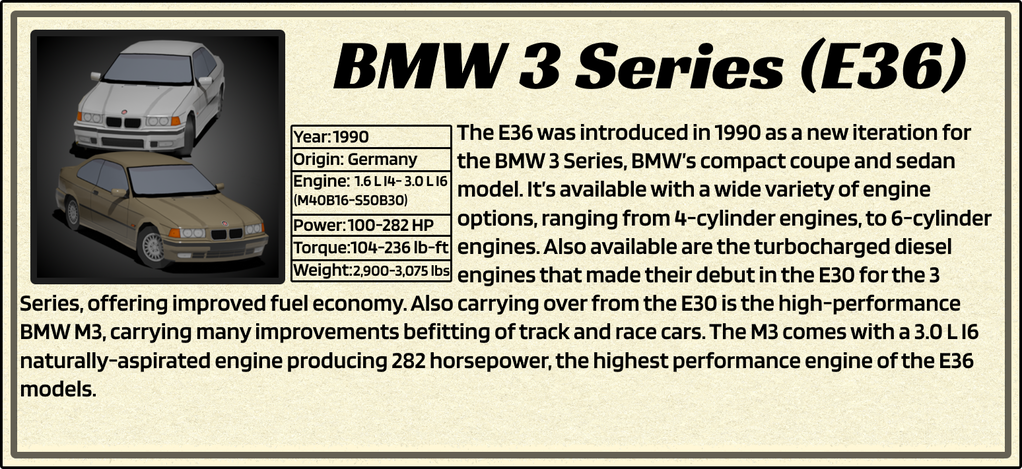 BMW 3 Series (E36)
Year: 1990
Origin: Germany
Engine: 1.6 L I4- 3.0 L I6
(M40B16-S50B30)
Power: 100-282 HP
Torque:104-236 lb-ft
Weight:2,900-3,075 lbs
The E36 was introduced in 1990 as a new iteration for
the BMW 3 Series, BMW's compact coupe and sedan
model. It's available with a wide variety of engine
options, ranging from 4-cylinder engines, to 6-cylinder
engines. Also available are the turbocharged diesel
engines that made their debut in the E30 for the 3
Series, offering improved fuel economy. Also carrying over from the E30 is the high-performance
BMW M3, carrying many improvements befitting of track and race cars. The M3 comes with a 3.0 L I6
naturally-aspirated engine producing 282 horsepower, the highest performance engine of the E36
models.